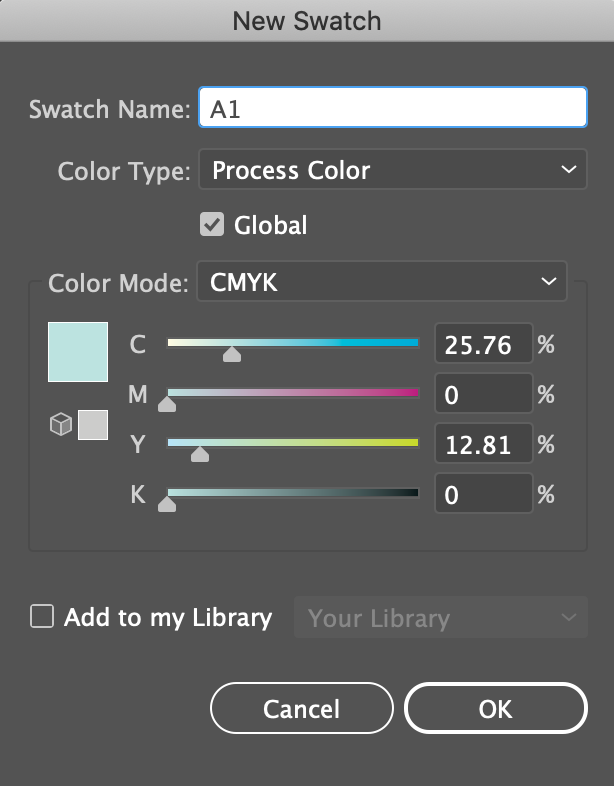 New Swatch
Swatch Name: A1
Color Type: Process Color
Global
Color Mode: CMYK
C 25.76 %
M 0 %
Y 12.81 %
K 0 %
Add to my Library Your Library
Cancel OK